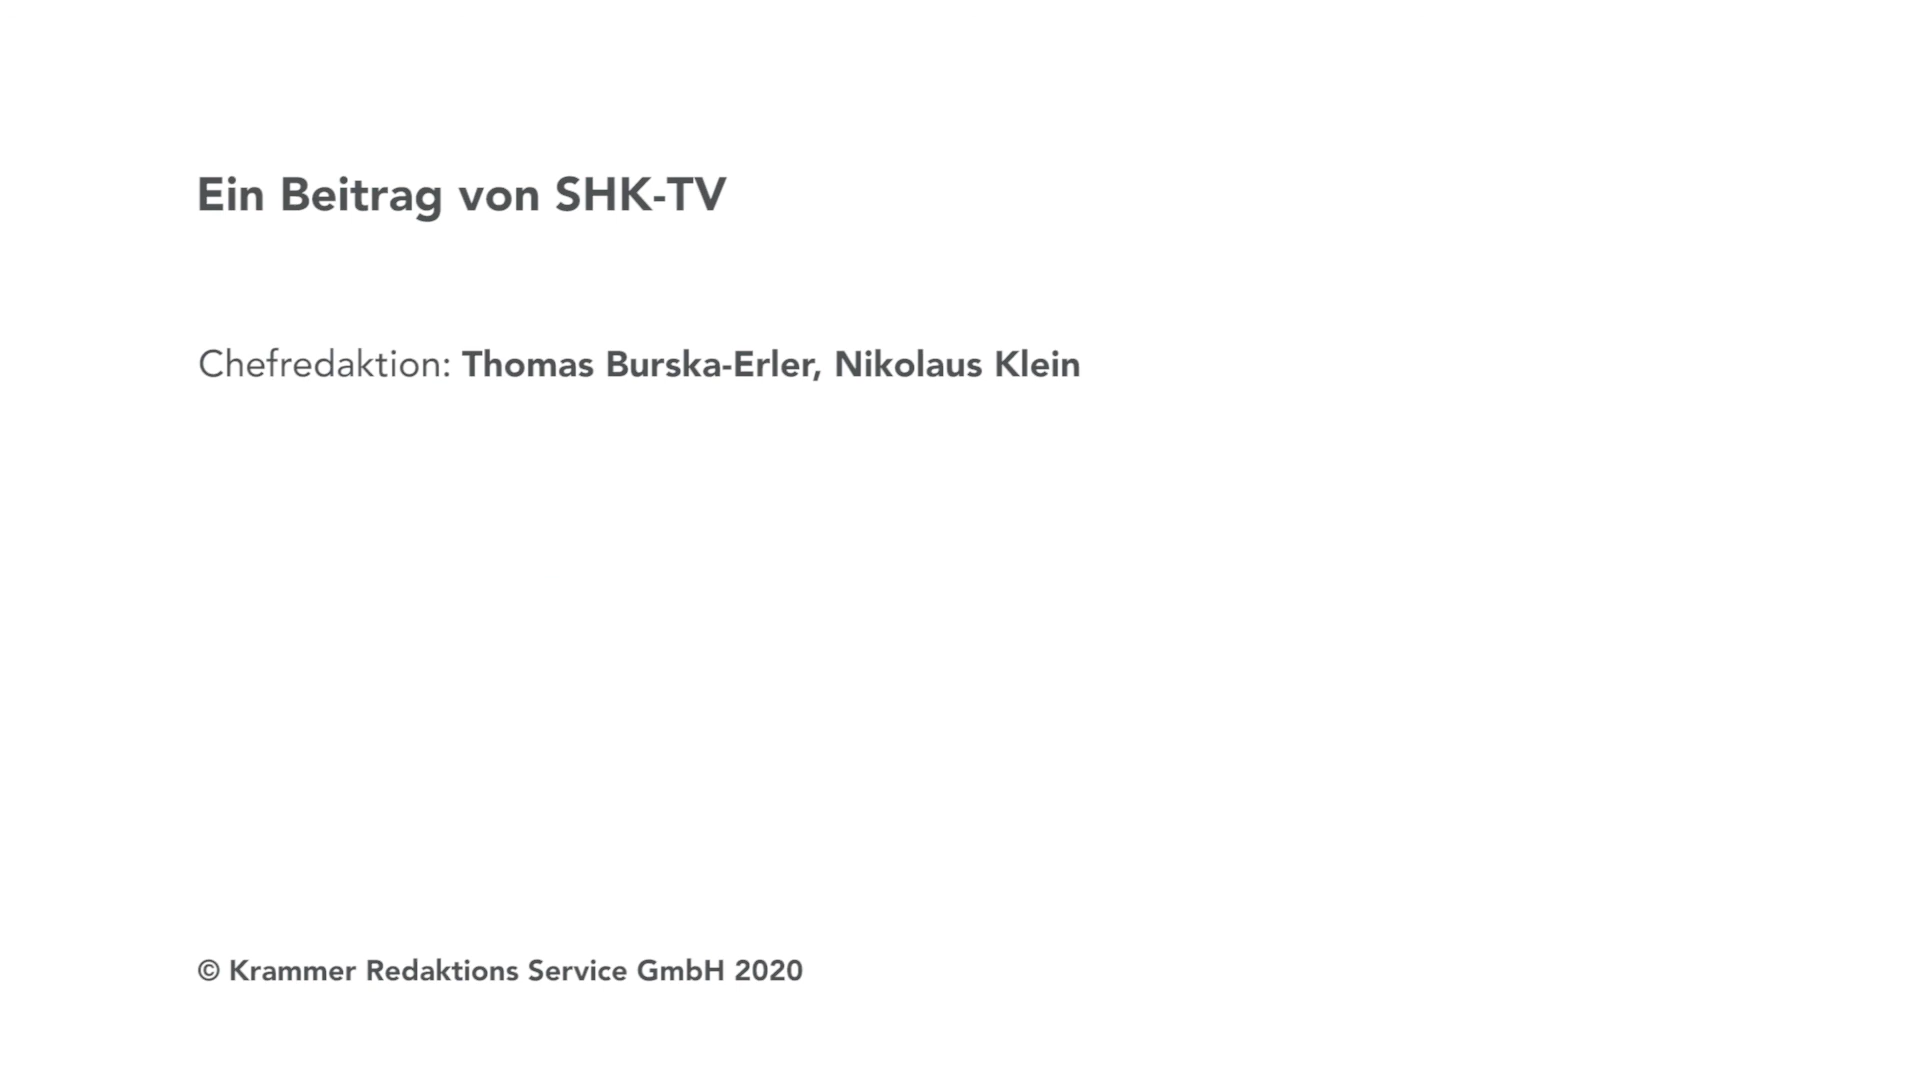 Ein Beitrag von SHK-TV
Chefredaktion: Thomas Burska-Erler, Nikolaus Klein
© Krammer Redaktions Service GmbH 2020